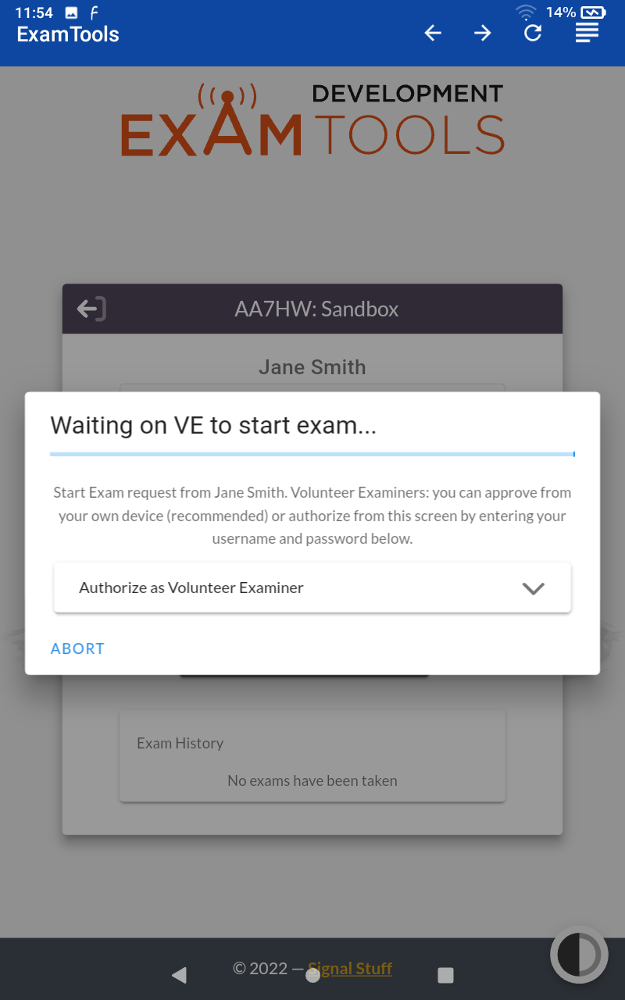 11:54
14%
ExamTools
DEVELOPMENT
EXAMTOOLS
AA7HW: Sandbox
Jane Smith
Waiting on VE to start exam...
Start Exam request from Jane Smith. Volunteer Examiners: you can approve from
your own device (recommended) or authorize from this screen by entering your
username and password below.
Authorize as Volunteer Examiner
ABORT
Exam History
No exams have been taken
© 2022 — Signal Stuff